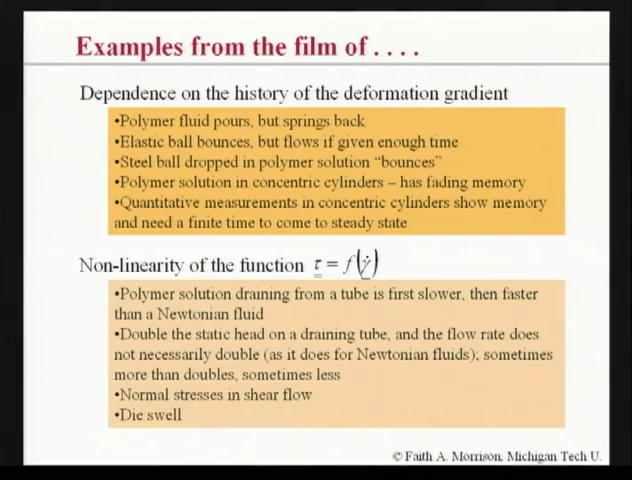 Examples from the film of . . . .
Dependence on the history of the deformation gradient
•Polymer fluid pours, but springs back
•Elastic ball bounces, but flows if given enough time
•Steel ball dropped in polymer solution “bounces”
•Polymer solution in concentric cylinders – has fading memory
•Quantitative measurements in concentric cylinders show memory
and need a finite time to come to steady state
Non-linearity of the function τ = f(γ̇)
•Polymer solution draining from a tube is first slower, then faster
than a Newtonian fluid
•Double the static head on a draining tube, and the flow rate does
not necessarily double (as it does for Newtonian fluids); sometimes
more than doubles, sometimes less
•Normal stresses in shear flow
•Die swell
© Faith A. Morrison, Michigan Tech U.